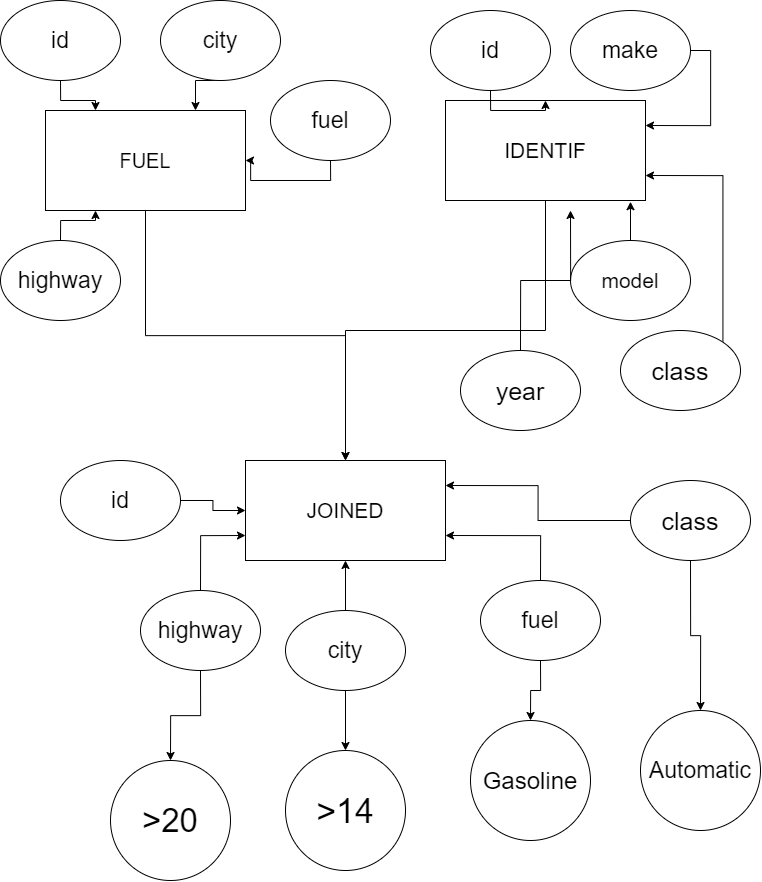 id
city
id
make
fuel
FUEL
IDENTIF
highway
model
class
year
id
JOINED
class
highway
city
fuel
>20
>14
Gasoline
Automatic